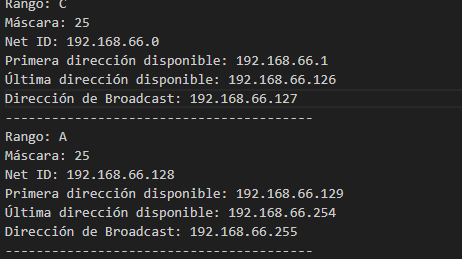 Rango: C
Máscara: 25
Net ID: 192.168.66.0
Primera dirección disponible: 192.168.66.1
Última dirección disponible: 192.168.66.126
Dirección de Broadcast: 192.168.66.127
----------------------------------------
Rango: A
Máscara: 25
Net ID: 192.168.66.128
Primera dirección disponible: 192.168.66.129
Última dirección disponible: 192.168.66.254
Dirección de Broadcast: 192.168.66.255
----------------------------------------